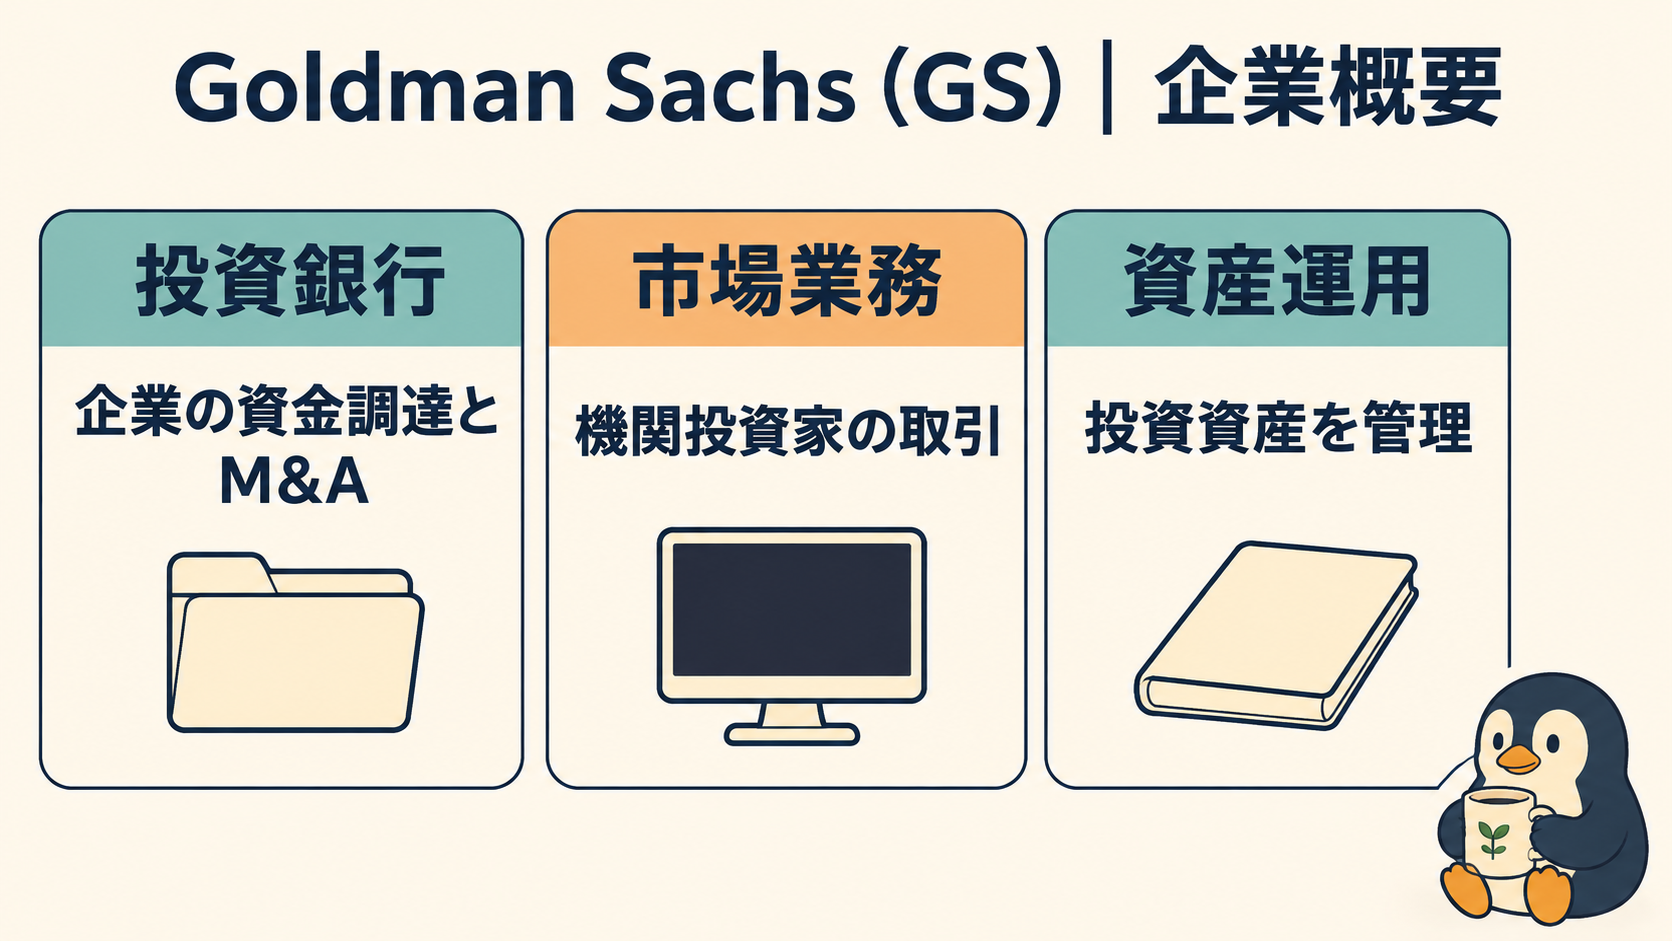 Goldman Sachs (GS) | 企業概要
投資銀行
企業の資金調達と
M&A
市場業務
機関投資家の取引
資産運用
投資資産を管理